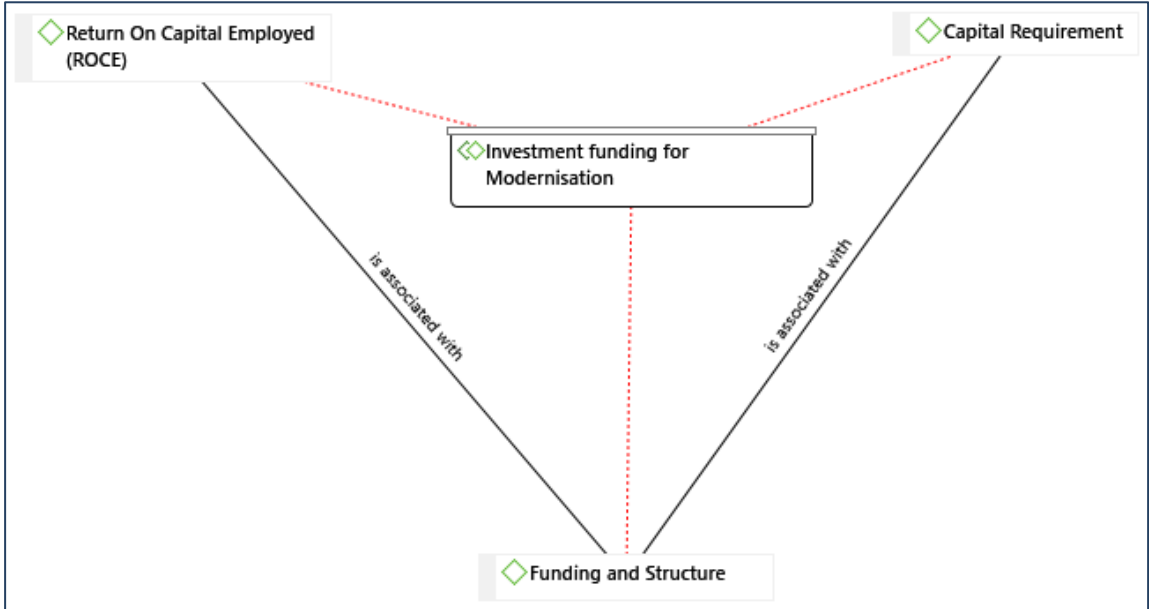 Return On Capital Employed
(ROCE)
Capital Requirement
Investment funding for
Modernisation
is associated with
is associated with
Funding and Structure